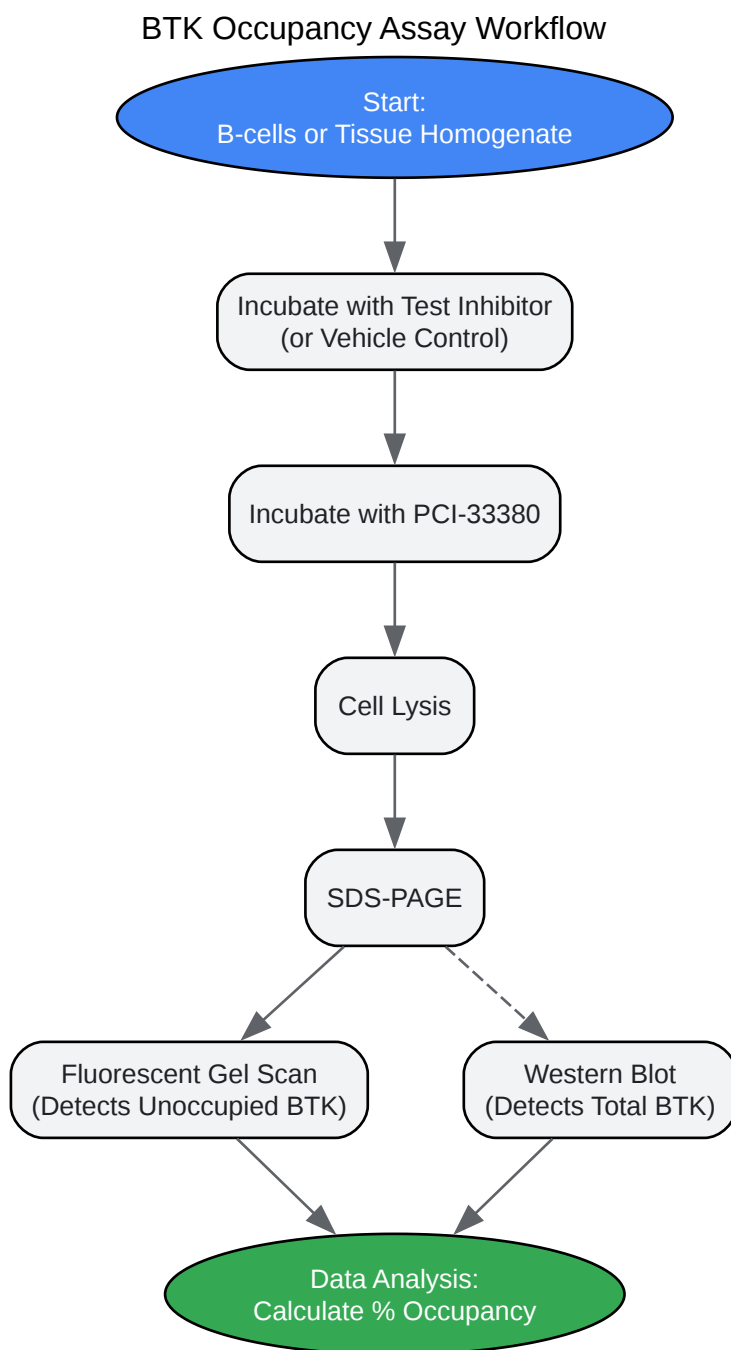 BTK Occupancy Assay Workflow
Start:
B-cells or Tissue Homogenate
Incubate with Test Inhibitor
(or Vehicle Control)
Incubate with PCI-33380
Cell Lysis
SDS-PAGE
Fluorescent Gel Scan
(Detects Unoccupied BTK)
Western Blot
(Detects Total BTK)
Data Analysis:
Calculate % Occupancy